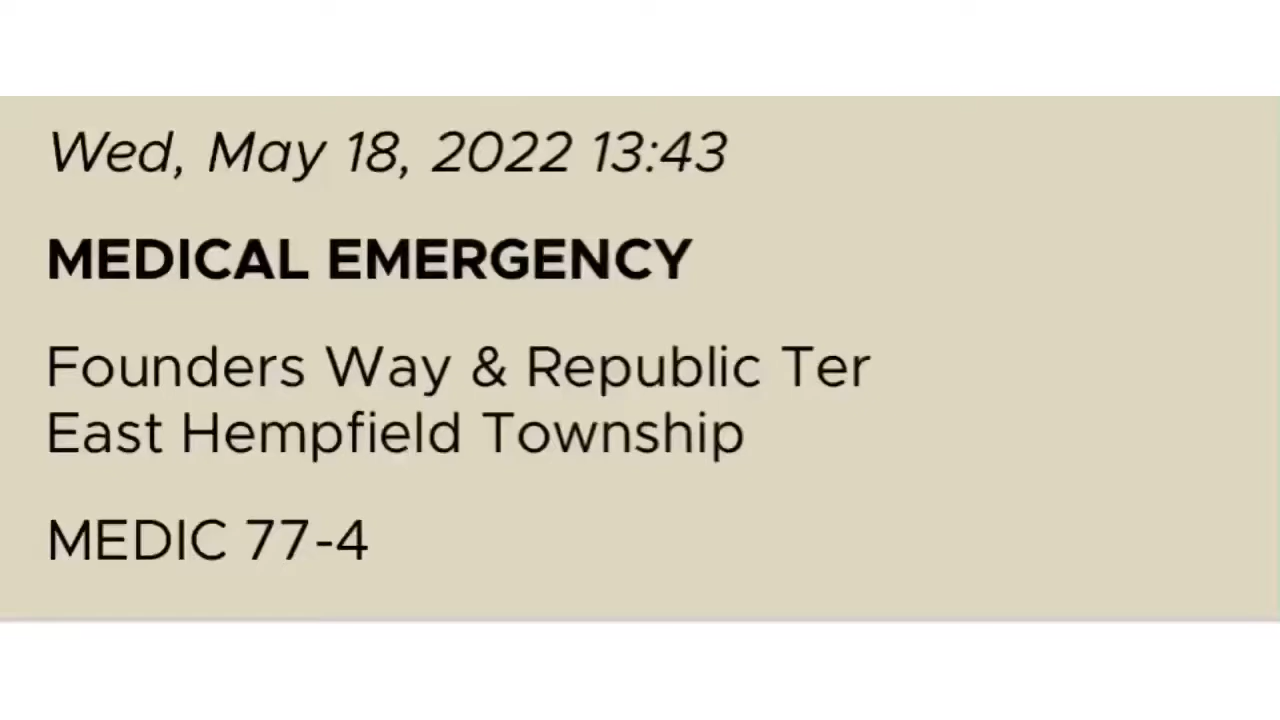 Wed, May 18, 2022 13:43
MEDICAL EMERGENCY
Founders Way & Republic Ter
East Hempfield Township
MEDIC 77-4